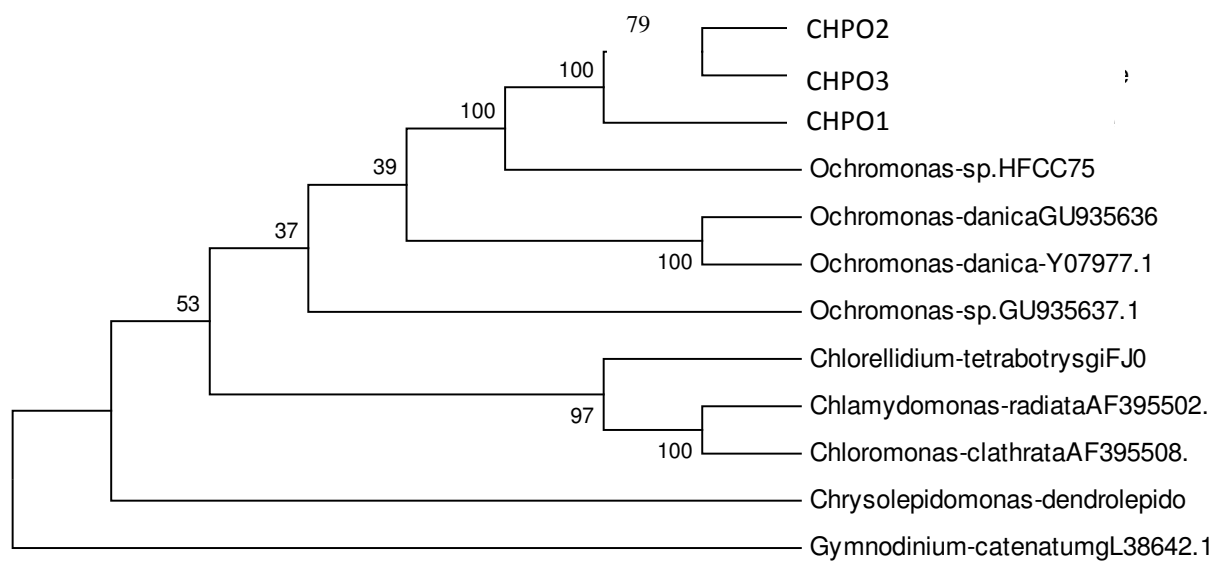 79
CHPO2
CHPO3
100
CHPO1
100
Ochromonas-sp.HFCC75
39
Ochromonas-danicaGU935636
37
100
Ochromonas-danica-Y07977.1
53
Ochromonas-sp.GU935637.1
Chlorellidium-tetrabotrysgiFJ0
97
Chlamydomonas-radiataAF395502.
100
Chloromonas-clathrataAF395508.
Chrysolepidomonas-dendrolepido
Gymnodinium-catenatumgL38642.1